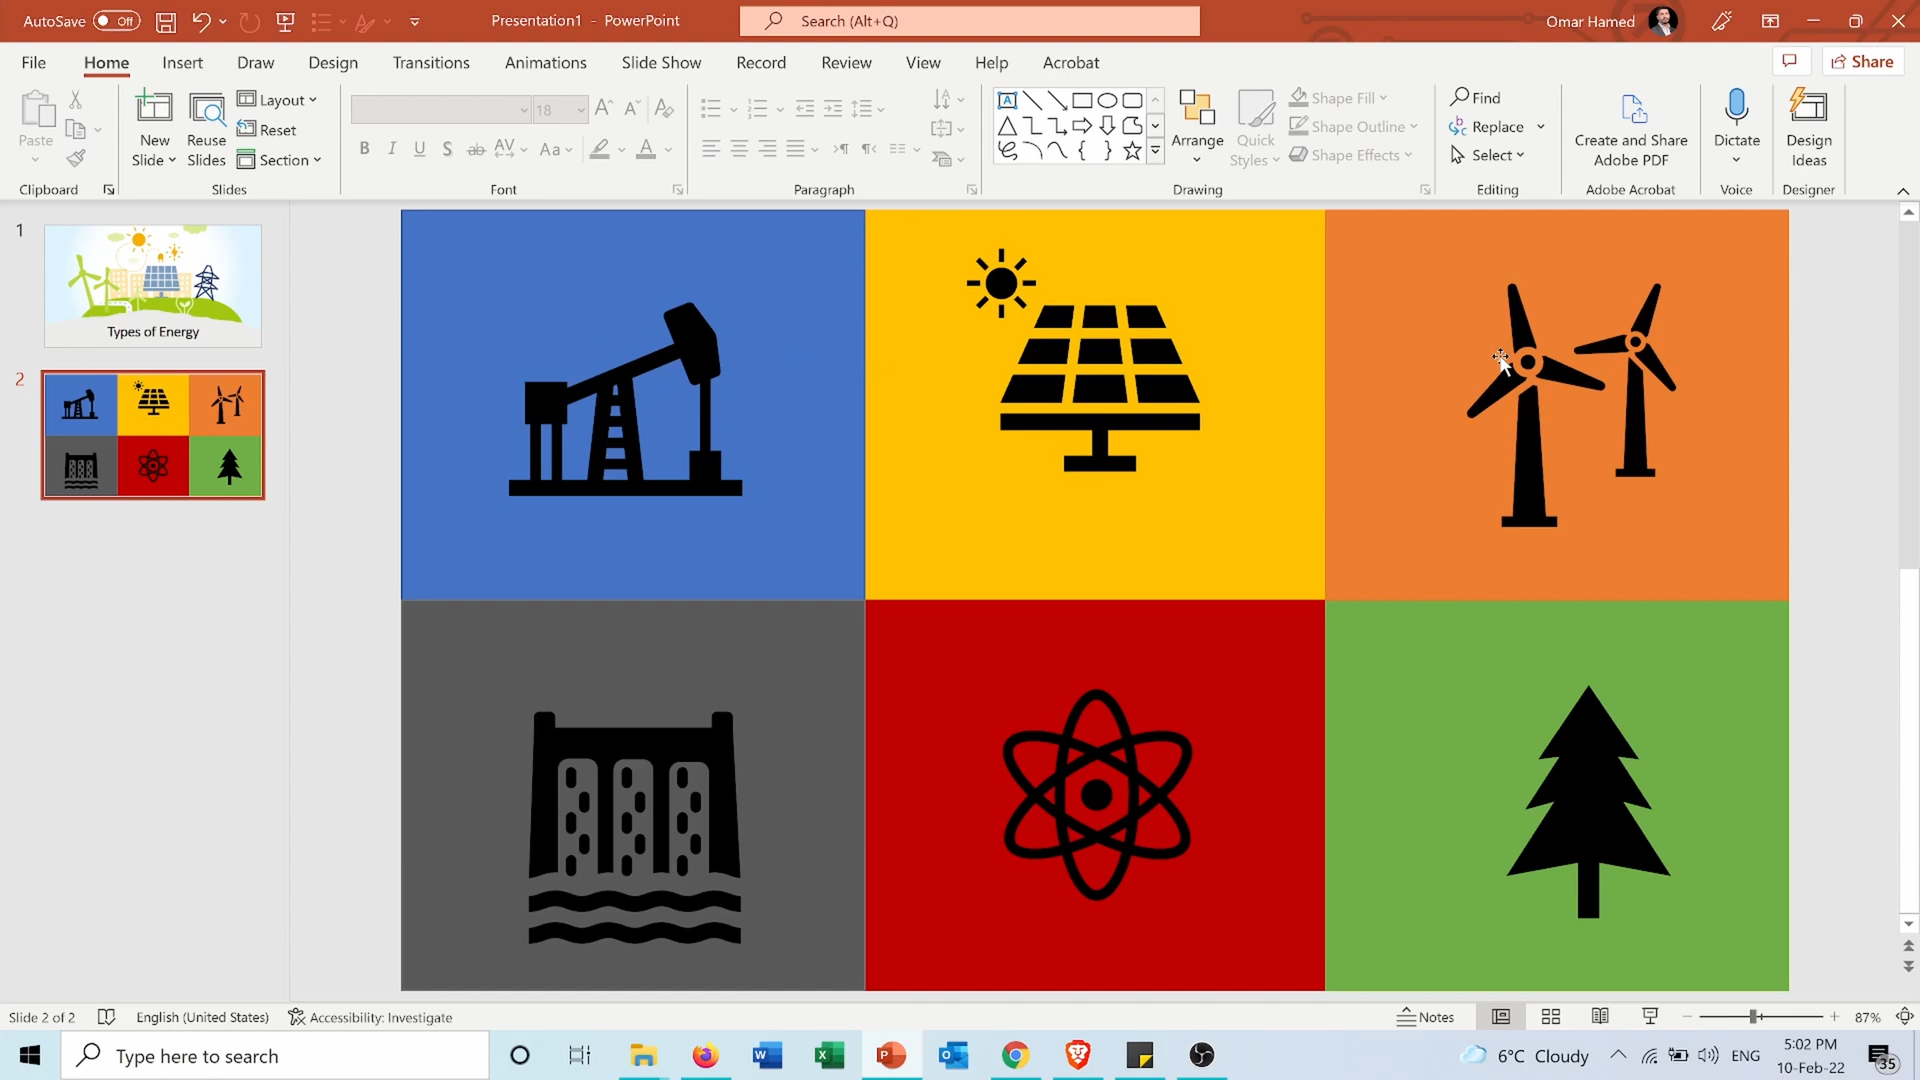 AutoSave Off Presentation1 - PowerPoint Search (Alt+Q) Omar Hamed
File Home Insert Draw Design Transitions Animations Slide Show Record Review View Help Acrobat Share
Paste
New Slide
Reuse Slides
Layout
Reset
Section
18
B I U S ab AV Aa A
Arrange
Quick Styles
Shape Fill
Shape Outline
Shape Effects
Find
Replace
Select
Create and Share Adobe PDF
Dictate
Design Ideas
Clipboard Slides Font Paragraph Drawing Editing Adobe Acrobat Voice Designer
1
Types of Energy
2
Slide 2 of 2 English (United States) Accessibility: Investigate Notes 87%
Type here to search 6°C Cloudy ENG 5:02 PM
10-Feb-22 35